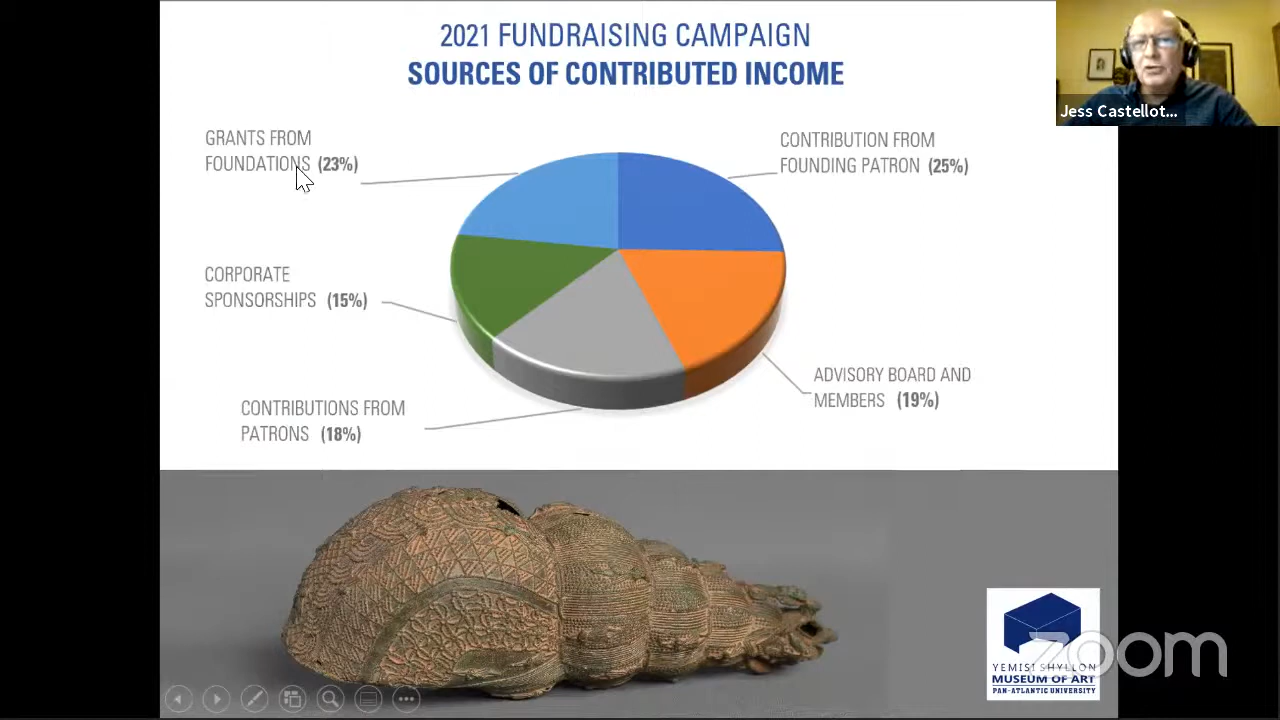 2021 FUNDRAISING CAMPAIGN
SOURCES OF CONTRIBUTED INCOME
Jess Castellot...
GRANTS FROM
FOUNDATIONS (23%)
CONTRIBUTION FROM
FOUNDING PATRON (25%)
CORPORATE
SPONSORSHIPS (15%)
ADVISORY BOARD AND
MEMBERS (19%)
CONTRIBUTIONS FROM
PATRONS (18%)
zoom
YEMISI SHYLLON
MUSEUM OF ART
PAN-ATLANTIC UNIVERSITY